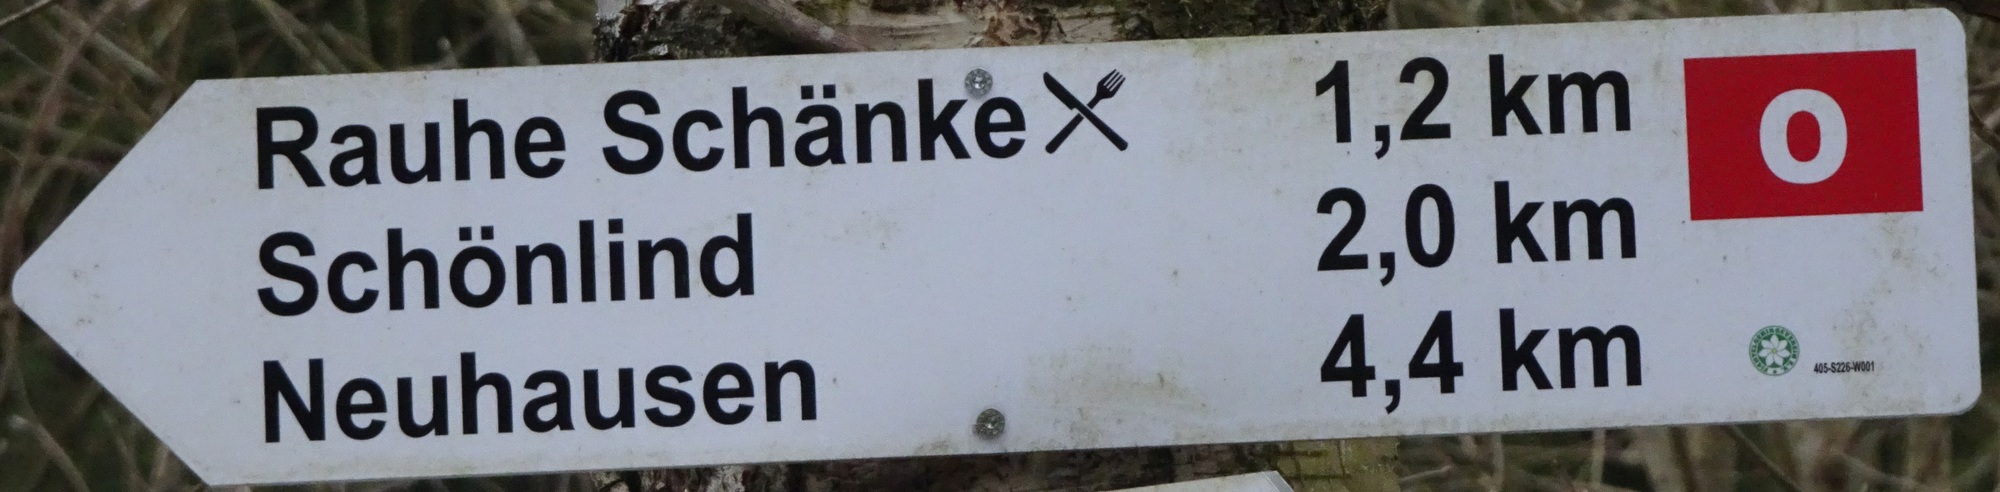 Rauhe Schänke 1,2 km
Schönlind 2,0 km
Neuhausen 4,4 km
O
405-S226-W001